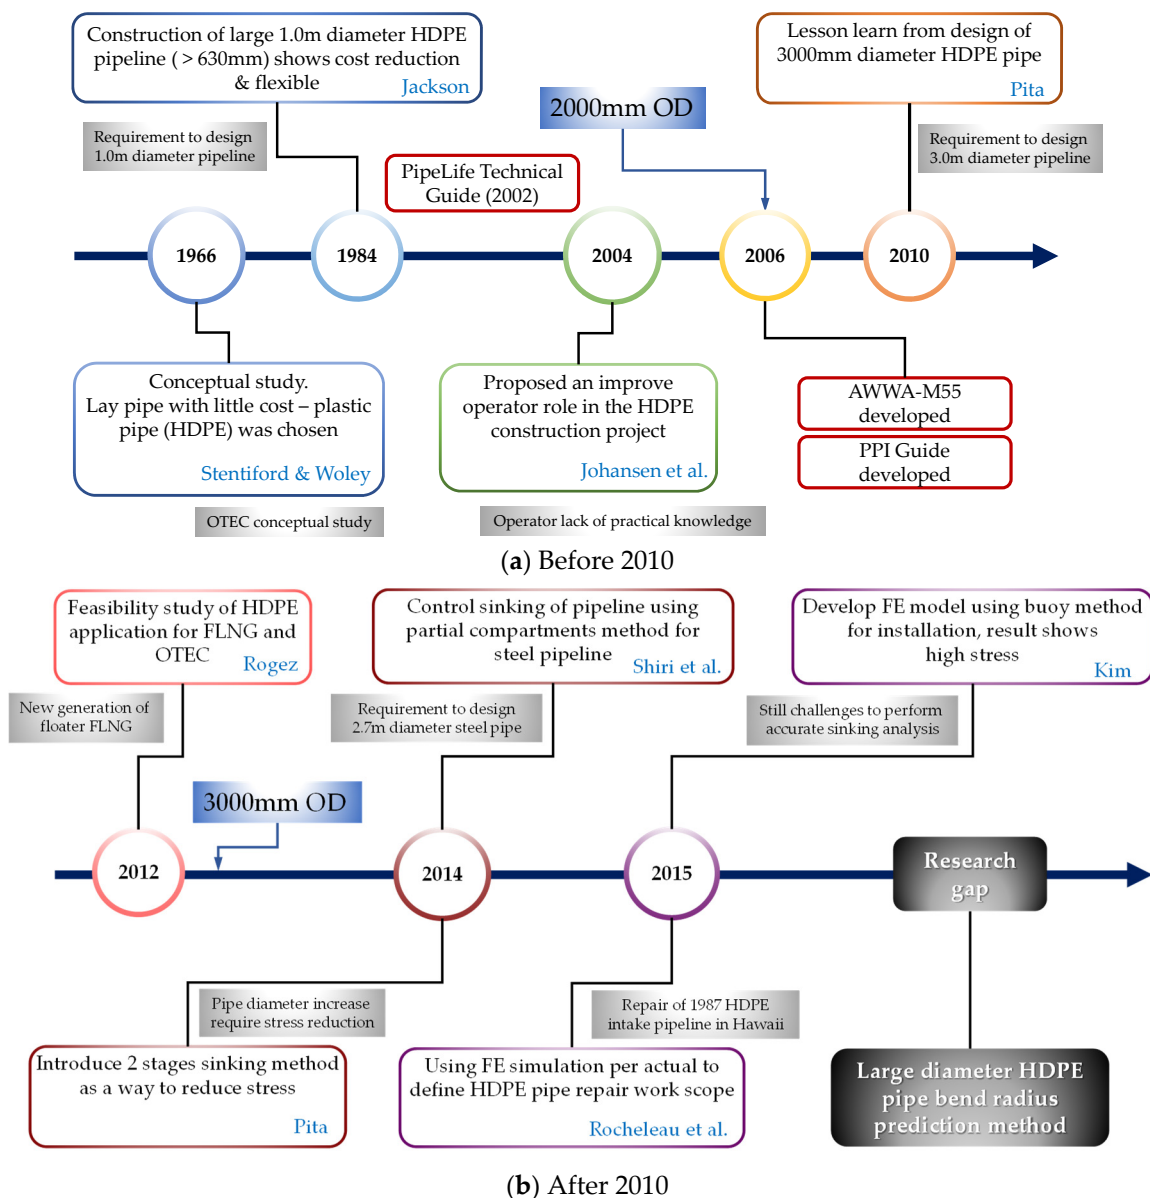 Construction of large 1.0m diameter HDPE
pipeline ( > 630mm) shows cost reduction
& flexible
Jackson
Lesson learn from design of
3000mm diameter HDPE pipe
Pita
2000mm OD
Requirement to design
1.0m diameter pipeline
Requirement to design
3.0m diameter pipeline
PipeLife Technical
Guide (2002)
1966
1984
2004
2006
2010
Conceptual study.
Lay pipe with little cost – plastic
pipe (HDPE) was chosen
Stentiford & Woley
Proposed an improve
operator role in the HDPE
construction project
Johansen et al.
AWWA-M55
developed
PPI Guide
developed
OTEC conceptual study
Operator lack of practical knowledge
(a) Before 2010
Feasibility study of HDPE
application for FLNG and
OTEC
Rogez
Control sinking of pipeline using
partial compartments method for
steel pipeline
Shiri et al.
Develop FE model using buoy method
for installation, result shows
high stress
Kim
New generation of
floater FLNG
Requirement to design
2.7m diameter steel pipe
Still challenges to perform
accurate sinking analysis
3000mm OD
2012
2014
2015
Research
gap
Pipe diameter increase
require stress reduction
Repair of 1987 HDPE
intake pipeline in Hawaii
Introduce 2 stages sinking method
as a way to reduce stress
Pita
Using FE simulation per actual to
define HDPE pipe repair work scope
Rocheleau et al.
Large diameter HDPE
pipe bend radius
prediction method
(b) After 2010